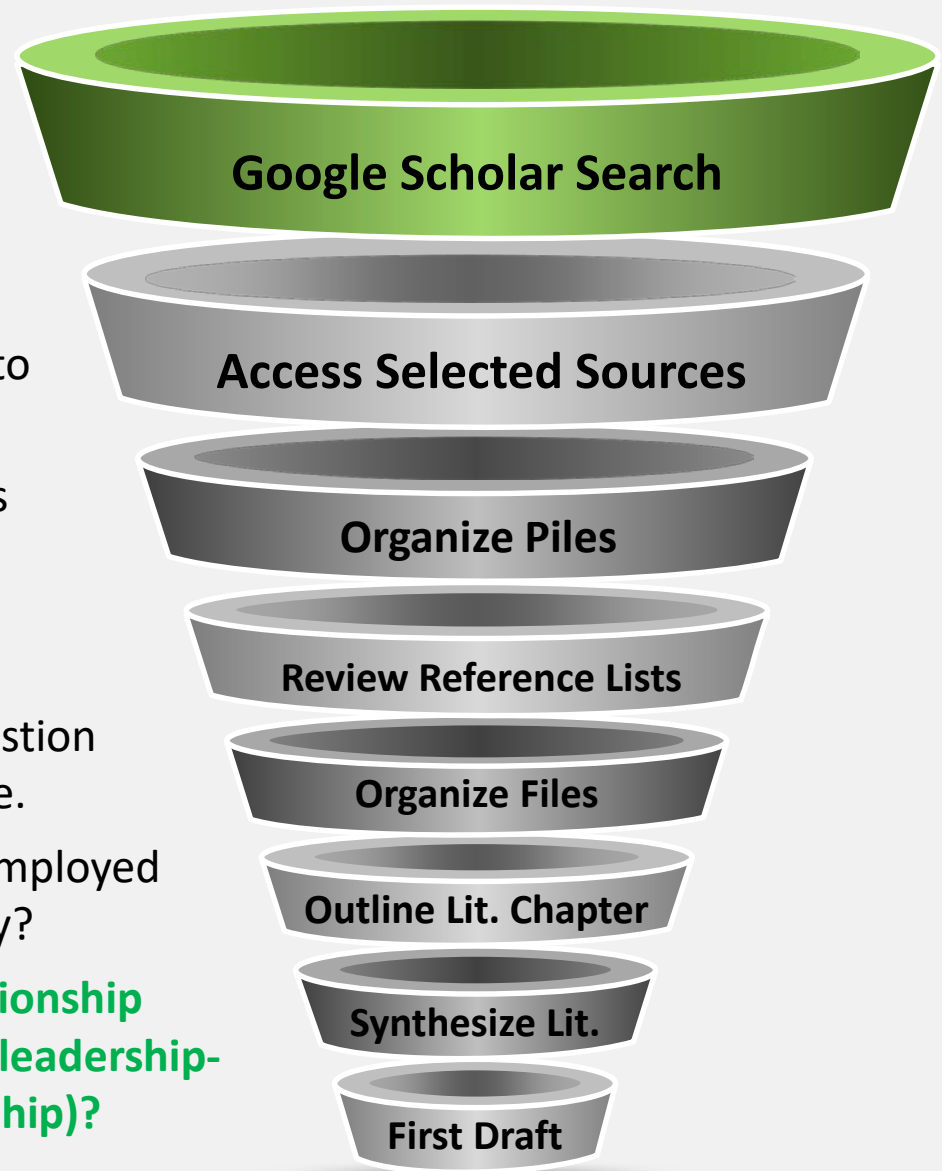 Google Scholar Search
to
Access Selected Sources
s
Organize Piles
Review Reference Lists
stion
e.
Organize Files
mployed
y?
Outline Lit. Chapter
ionship
leadership-
hip)?
Synthesize Lit.
First Draft